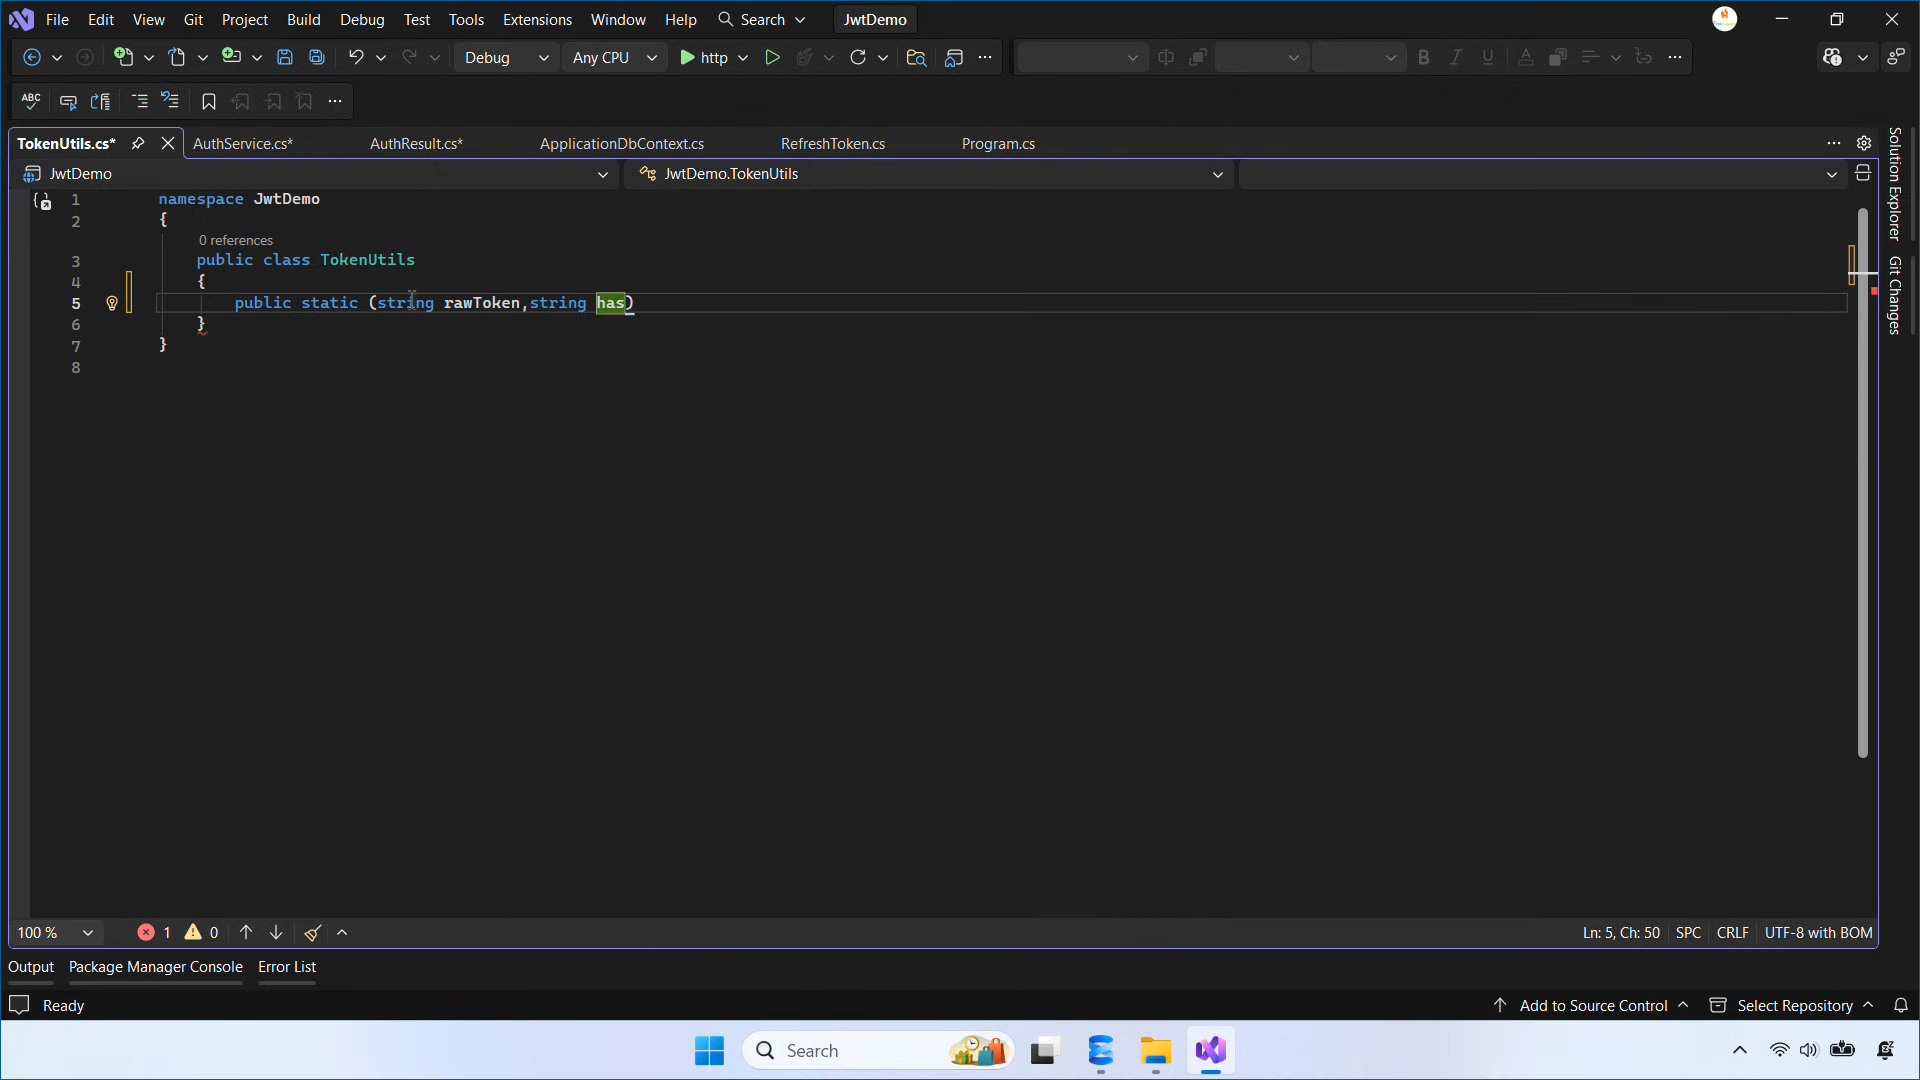 File Edit View Git Project Build Debug Test Tools Extensions Window Help Search JwtDemo
Debug Any CPU http
ABC
TokenUtils.cs* AuthService.cs* AuthResult.cs* ApplicationDbContext.cs RefreshToken.cs Program.cs
JwtDemo JwtDemo.TokenUtils
1 namespace JwtDemo
2 {
0 references
3 public class TokenUtils
4 {
5 public static (string rawToken,string has)
6 }
7 }
8
Solution Explorer
Git Changes
100 % 1 0 Ln: 5, Ch: 50 SPC CRLF UTF-8 with BOM
Output Package Manager Console Error List
Ready Add to Source Control Select Repository
Search